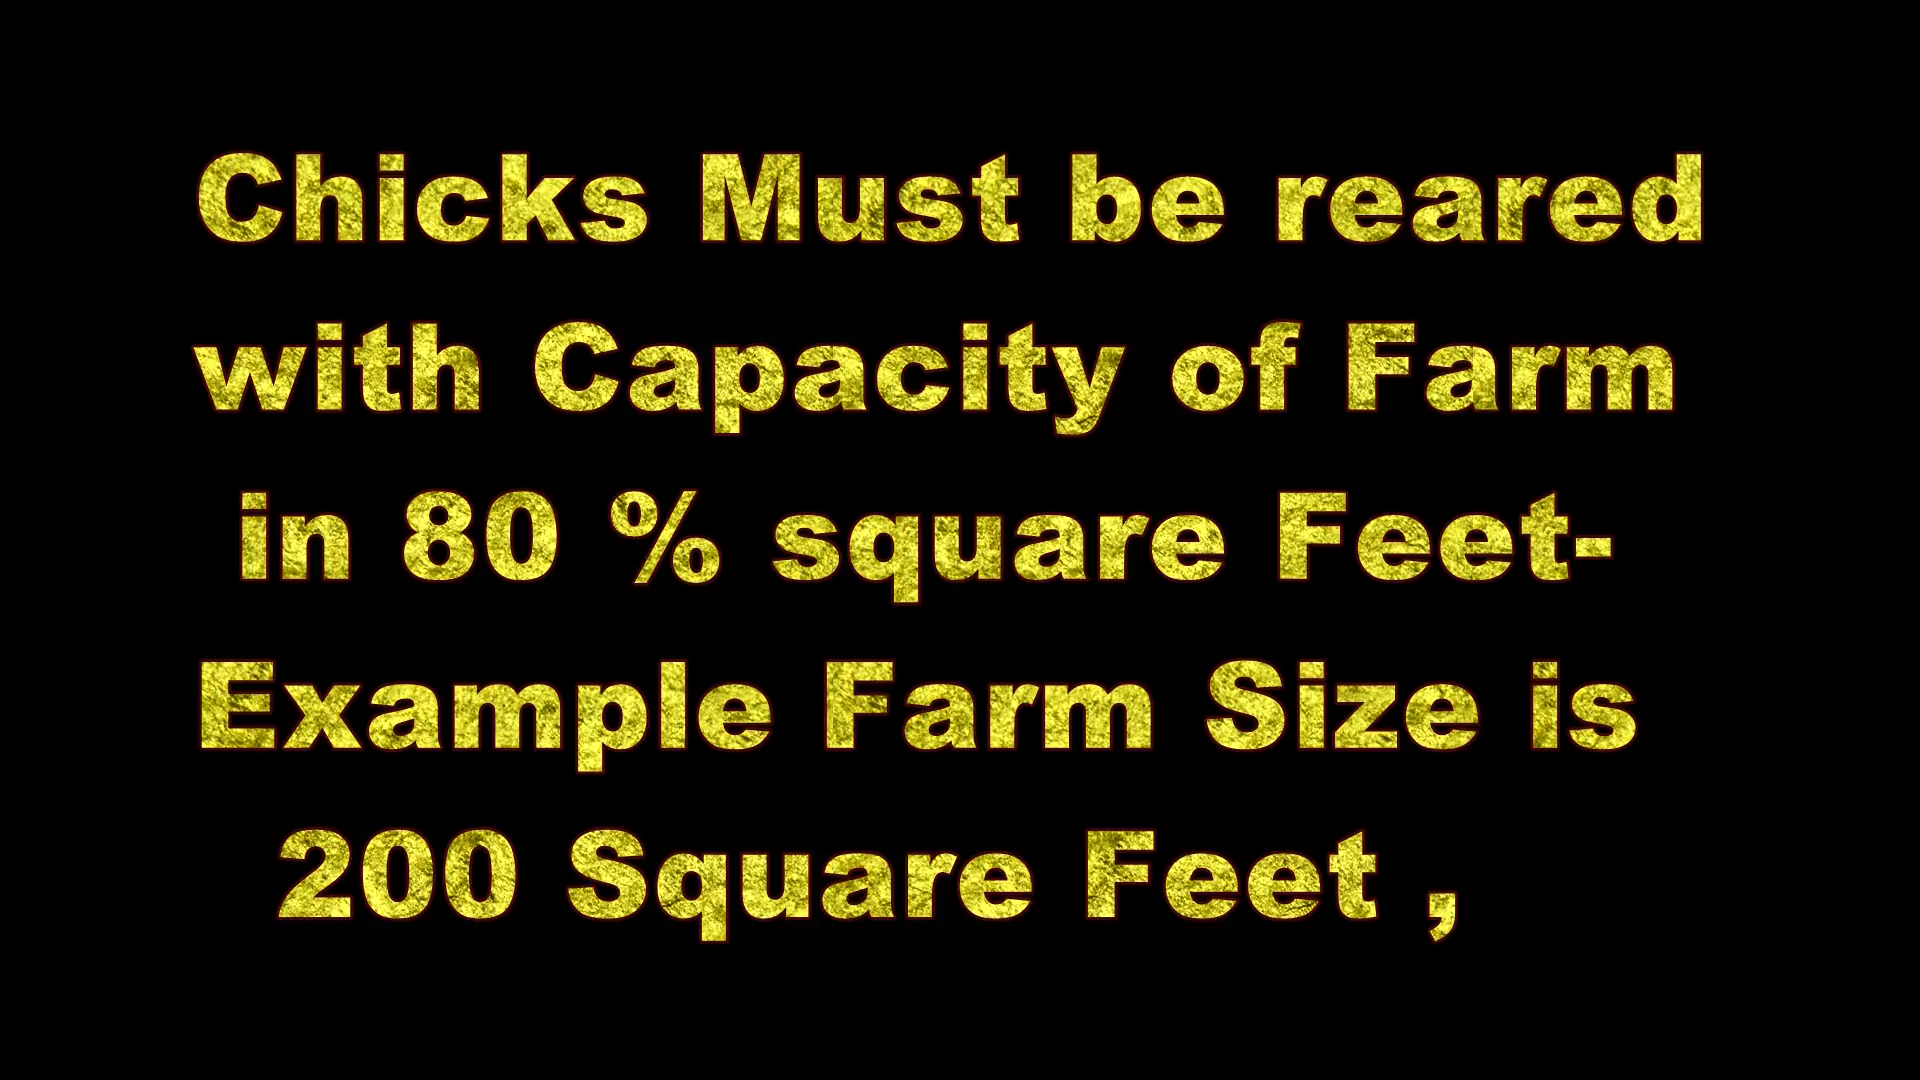 Chicks Must be reared
with Capacity of Farm
in 80 % square Feet-
Example Farm Size is
200 Square Feet ,